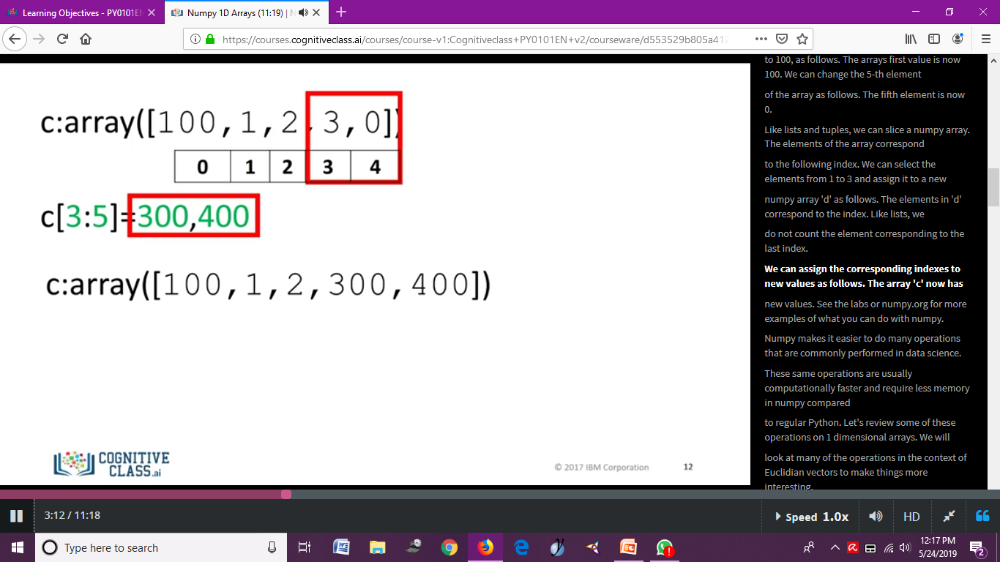 Learning Objectives - PY0101EN
Numpy 1D Arrays (11:19) | N
https://courses.cognitiveclass.ai/courses/course-v1:Cognitiveclass+PY0101EN+v2/courseware/d553529b805a412
c:array([100,1,2,3,0])
0 1 2 3 4
c[3:5]=300,400
c:array([100,1,2,300,400])
COGNITIVE
CLASS.ai
© 2017 IBM Corporation 12
to 100, as follows. The arrays first value is now
100. We can change the 5-th element
of the array as follows. The fifth element is now
0.
Like lists and tuples, we can slice a numpy array.
The elements of the array correspond
to the following index. We can select the
elements from 1 to 3 and assign it to a new
numpy array 'd' as follows. The elements in 'd'
correspond to the index. Like lists, we
do not count the element corresponding to the
last index.
We can assign the corresponding indexes to
new values as follows. The array 'c' now has
new values. See the labs or numpy.org for more
examples of what you can do with numpy.
Numpy makes it easier to do many operations
that are commonly performed in data science.
These same operations are usually
computationally faster and require less memory
in numpy compared
to regular Python. Let's review some of these
operations on 1 dimensional arrays. We will
look at many of the operations in the context of
Euclidian vectors to make things more
interesting.
3:12 / 11:18
Speed 1.0x
HD
Type here to search
12:17 PM
5/24/2019
2